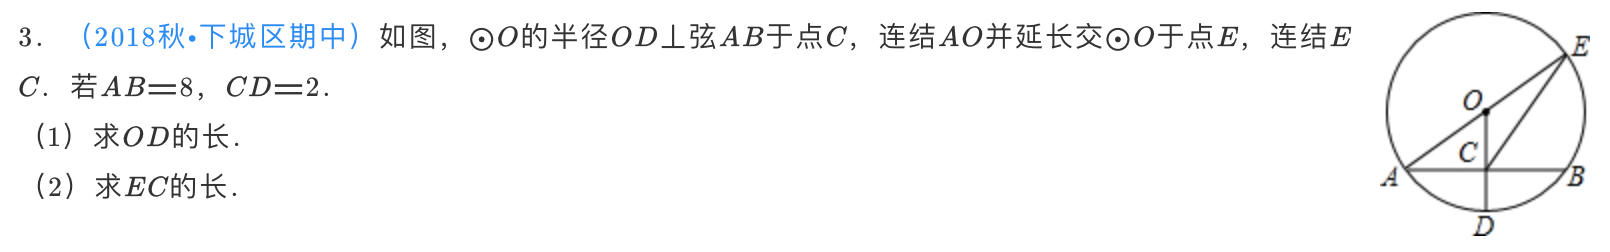 3. （2018秋•下城区期中）如图，⊙O的半径OD⊥弦AB于点C，连结AO并延长交⊙O于点E，连结E
C．若AB=8，CD=2．
（1）求OD的长．
（2）求EC的长．
E
O
C
A
B
D